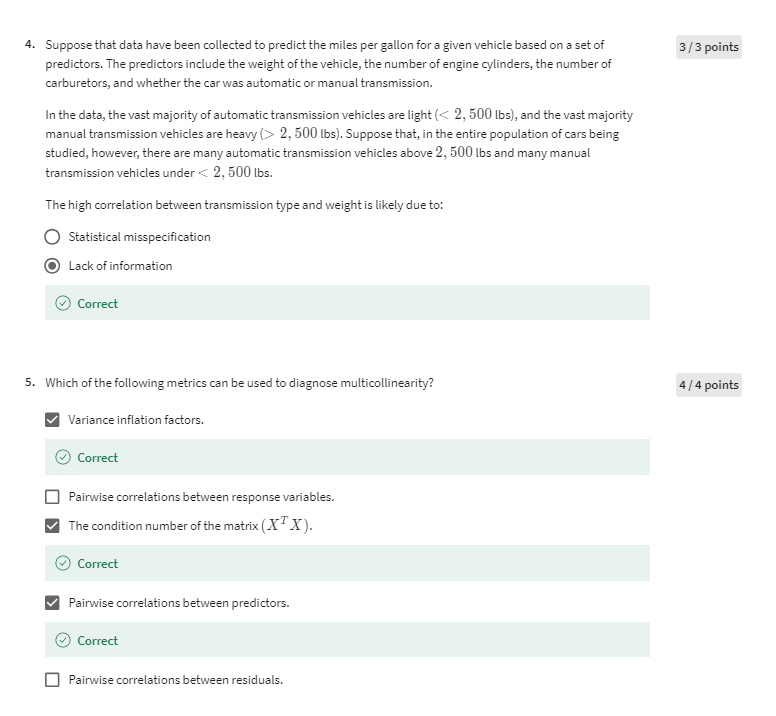 4. Suppose that data have been collected to predict the miles per gallon for a given vehicle based on a set of
3 / 3 points
predictors. The predictors include the weight of the vehicle, the number of engine cylinders, the number of
carburetors, and whether the car was automatic or manual transmission.
In the data, the vast majority of automatic transmission vehicles are light (< 2, 500 lbs), and the vast majority
manual transmission vehicles are heavy (> 2, 500 lbs). Suppose that, in the entire population of cars being
studied, however, there are many automatic transmission vehicles above 2, 500 lbs and many manual
transmission vehicles under < 2, 500 lbs.
The high correlation between transmission type and weight is likely due to:
Statistical misspecification
Lack of information
Correct
5. Which of the following metrics can be used to diagnose multicollinearity?
4 / 4 points
Variance inflation factors.
Correct
Pairwise correlations between response variables.
The condition number of the matrix (X^T X).
Correct
Pairwise correlations between predictors.
Correct
Pairwise correlations between residuals.